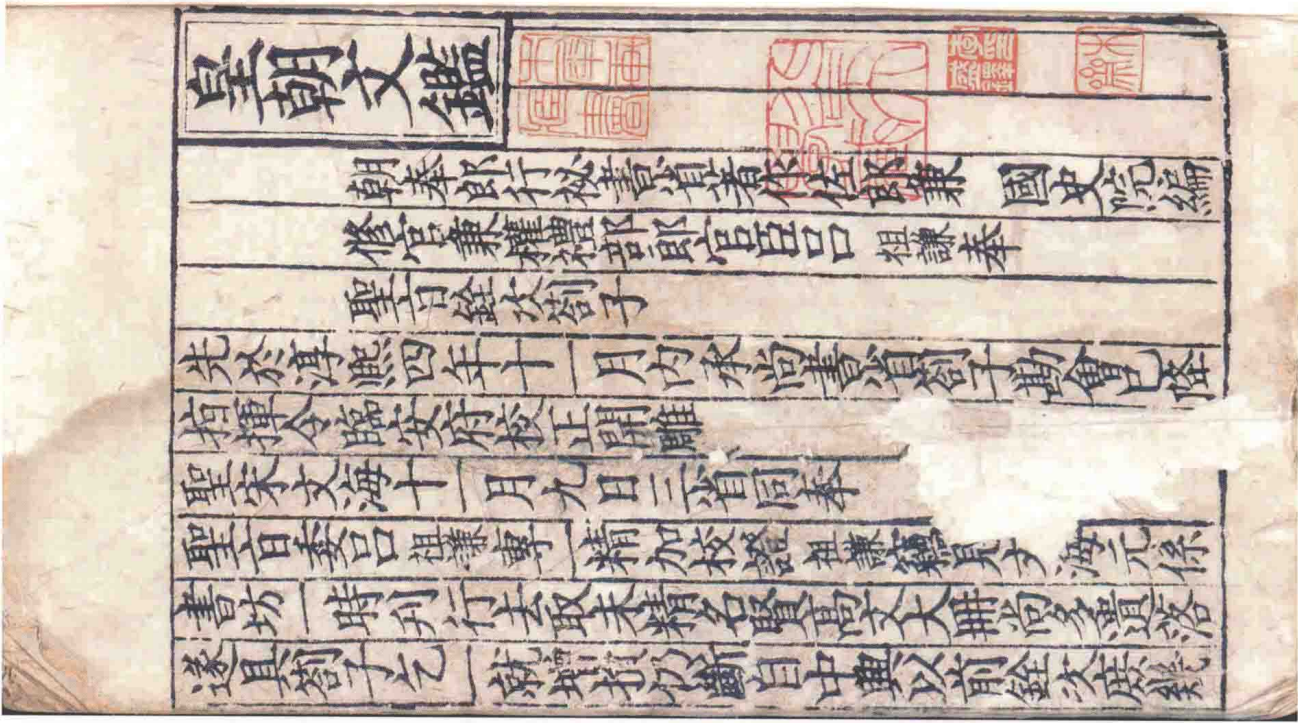 皇朝文鑑
朝奉郎行祕書省著作佐郎兼　國史院編
修官兼權禮部郎官臣呂　祖謙奉
聖旨銓次劄子
先於淳熙四年十一月內承尚書省劄子勘會已降
指揮令臨安府校正開雕
聖宋文海十一月九日三省同奉
聖旨委呂祖謙專一精加校證祖謙竊見文海元係
書坊一時刊行去取未精名賢高文大冊尚多遺落
遂具劄子乞一就增損仍斷自中興以前銓次庶幾